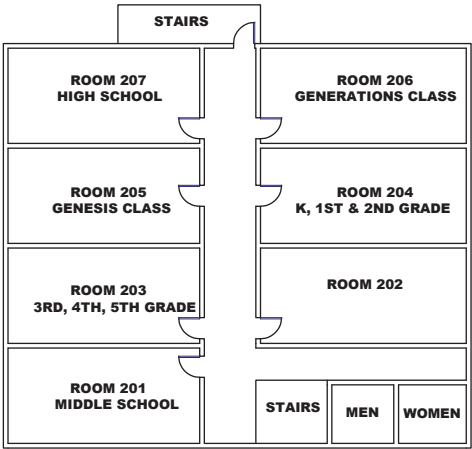 STAIRS
ROOM 207
HIGH SCHOOL
ROOM 206
GENERATIONS CLASS
ROOM 205
GENESIS CLASS
ROOM 204
K, 1ST & 2ND GRADE
ROOM 203
3RD, 4TH, 5TH GRADE
ROOM 202
ROOM 201
MIDDLE SCHOOL
STAIRS
MEN
WOMEN